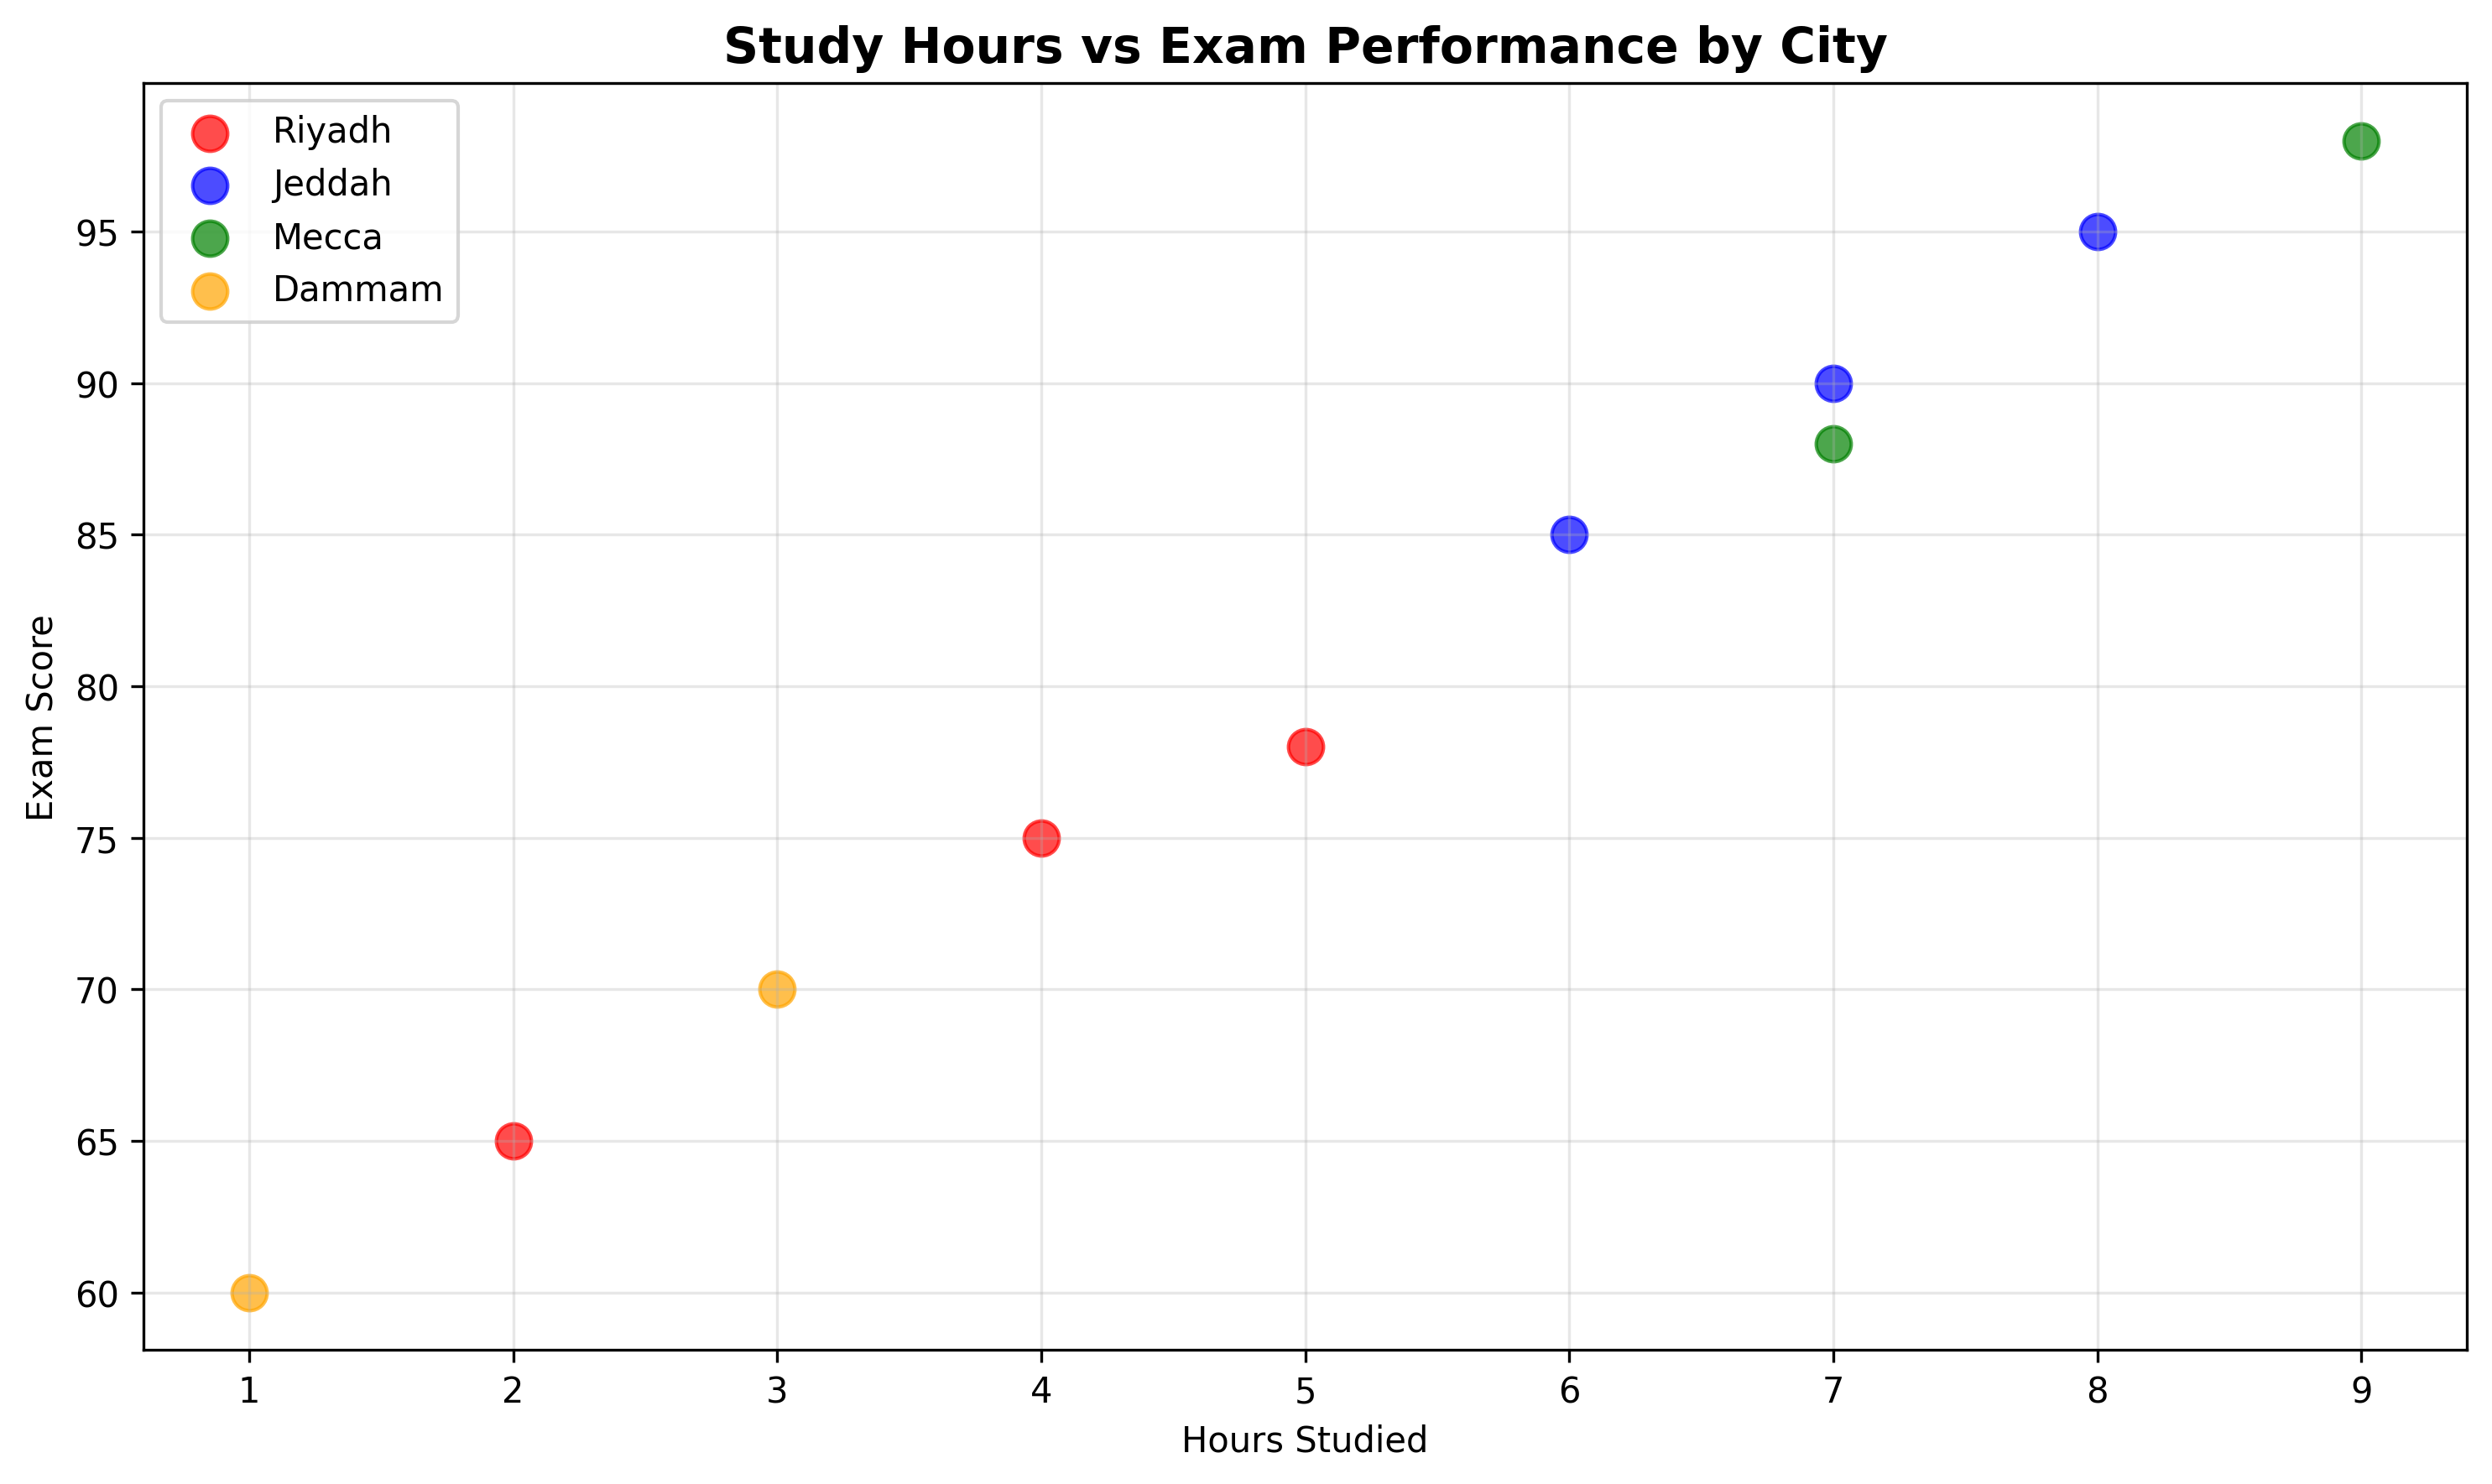 Study Hours vs Exam Performance by City
Riyadh
Jeddah
Mecca
Dammam
95
90
85
80
75
70
65
60
Exam Score
1 2 3 4 5 6 7 8 9
Hours Studied